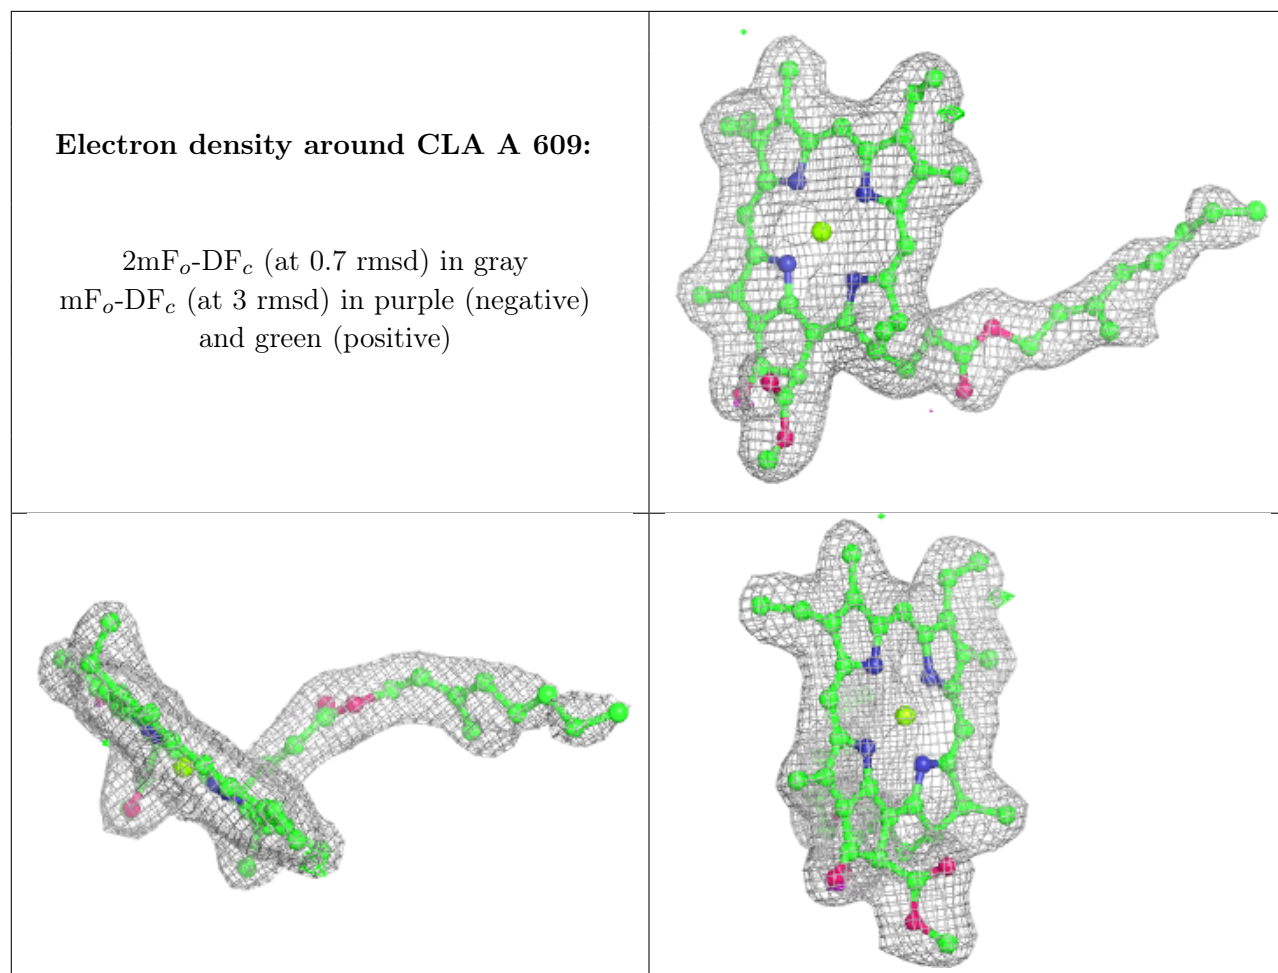 Electron density around CLA A 609:
2mFo-DFc (at 0.7 rmsd) in gray
mFo-DFc (at 3 rmsd) in purple (negative)
and green (positive)